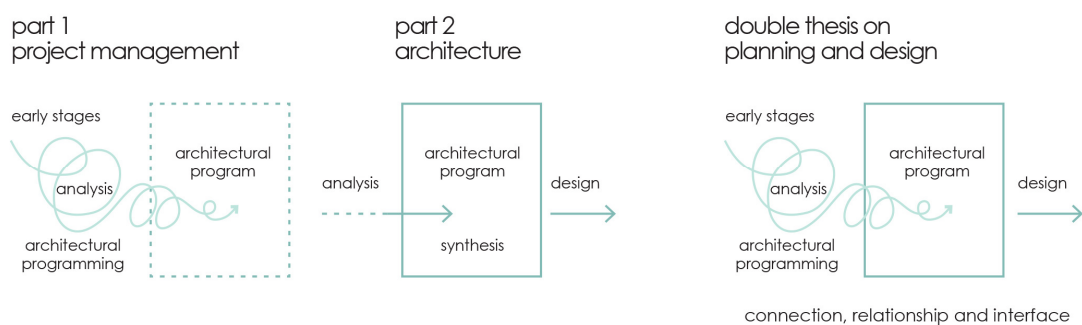 part 1
project management
early stages
analysis
architectural
programming
architectural
program
part 2
architecture
analysis
architectural
program
synthesis
design
double thesis on
planning and design
early stages
analysis
architectural
programming
architectural
program
design
connection, relationship and interface